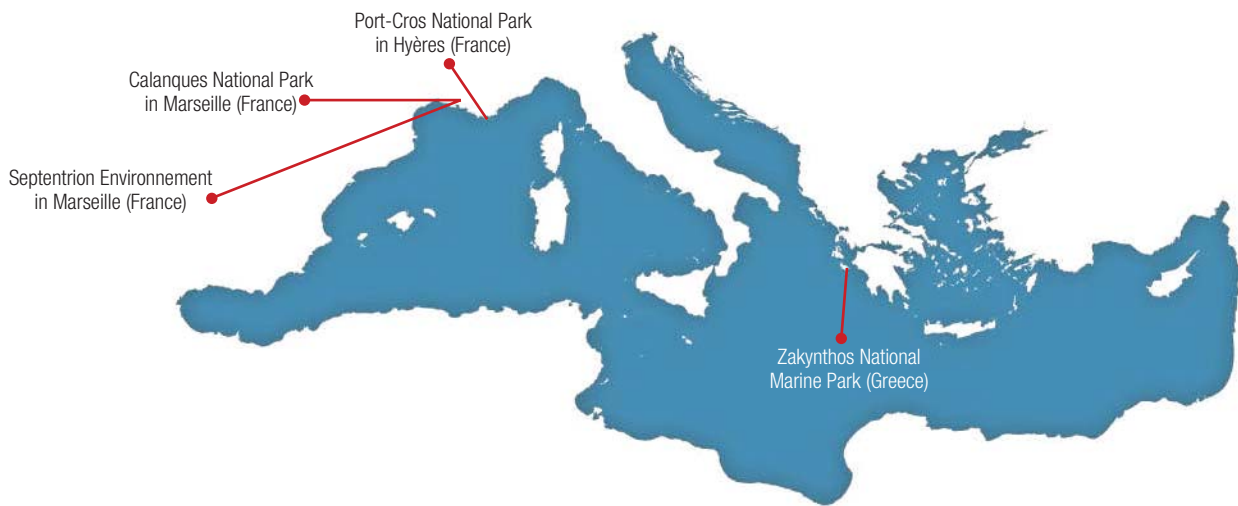 Port-Cros National Park
in Hyères (France)
Calanques National Park
in Marseille (France)
Septentrion Environnement
in Marseille (France)
Zakynthos National
Marine Park (Greece)